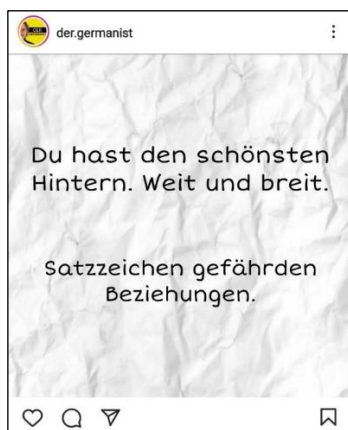 der.germanist
Du hast den schönsten
Hintern. Weit und breit.
Satzzeichen gefährden
Beziehungen.